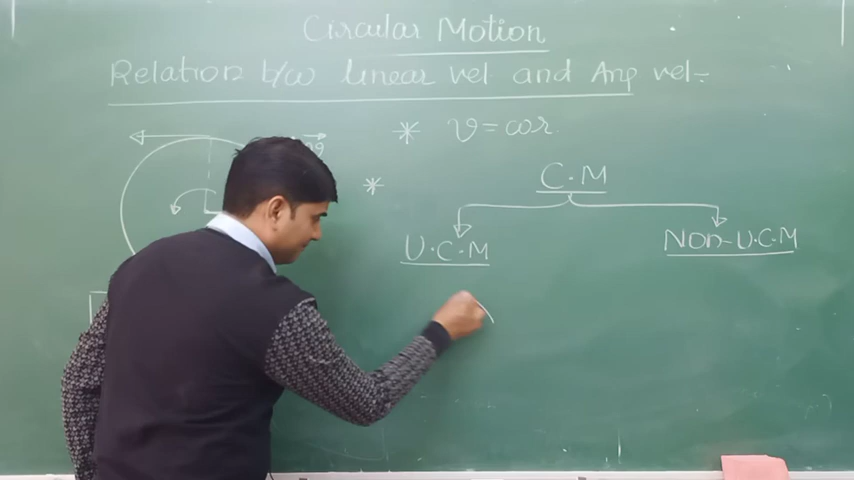 Circular Motion
Relation b/w linear vel and Ang vel÷
* v = ωr
*
C.M
U.C.M
Non-U.C.M